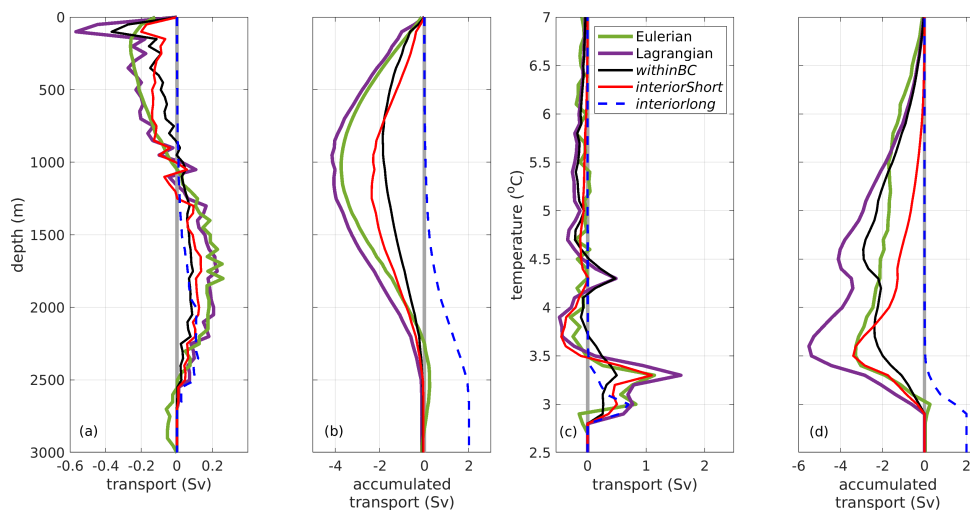 0
500
1000
1500
2000
2500
3000
depth (m)
-0.6 -0.4 -0.2 0 0.2
transport (Sv)
(a)
-4 -2 0 2
accumulated
transport (Sv)
(b)
7
6.5
6
5.5
5
4.5
4
3.5
3
2.5
temperature (°C)
0 1 2
transport (Sv)
(c)
Eulerian
Lagrangian
withinBC
interiorShort
interiorlong
-6 -4 -2 0 2
accumulated
transport (Sv)
(d)